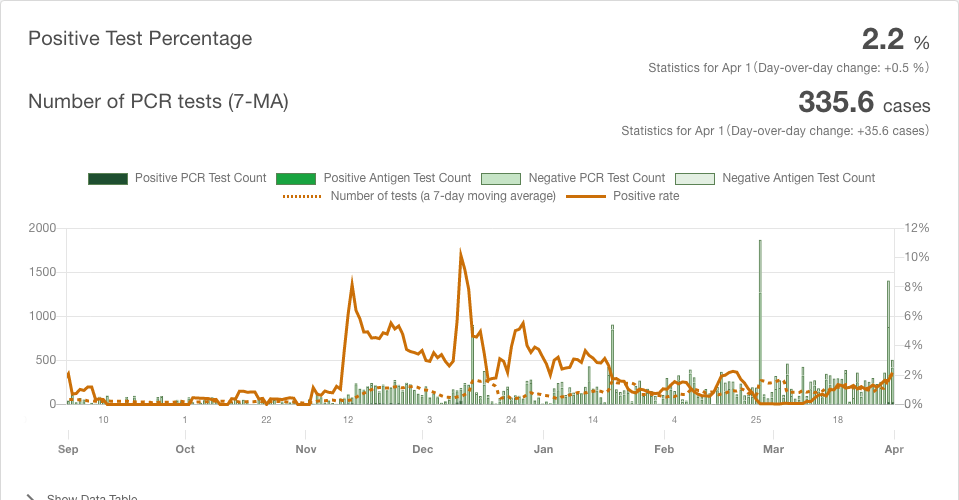 Positive Test Percentage
2.2 %
Statistics for Apr 1 (Day-over-day change: +0.5 %)
Number of PCR tests (7-MA)
335.6 cases
Statistics for Apr 1 (Day-over-day change: +35.6 cases)
Positive PCR Test Count Positive Antigen Test Count Negative PCR Test Count Negative Antigen Test Count
Number of tests (a 7-day moving average) Positive rate
2000 12%
10%
1500
8%
1000 6%
4%
500
2%
0 0%
10 1 22 12 3 24 14 4 25 18
Sep Oct Nov Dec Jan Feb Mar Apr
Show Data Table